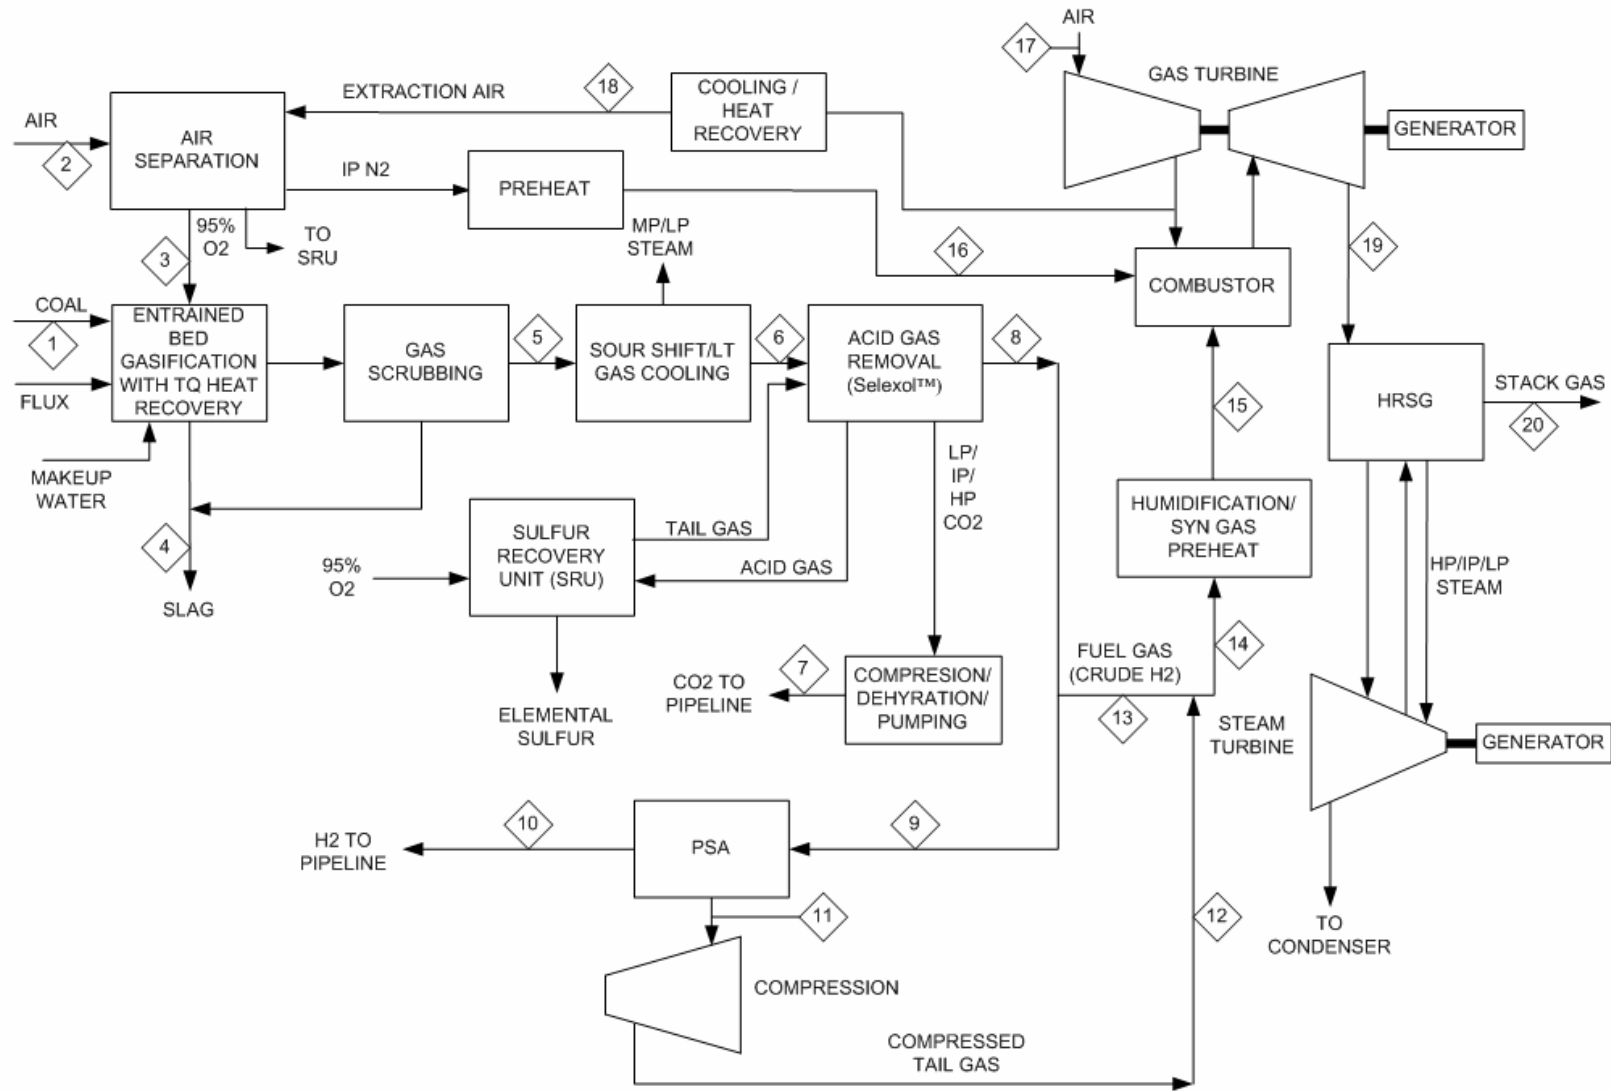 AIR
17
GAS TURBINE
GENERATOR
EXTRACTION AIR
18
COOLING /
HEAT
RECOVERY
AIR
2
AIR
SEPARATION
IP N2
PREHEAT
95%
O2
TO
SRU
3
MP/LP
STEAM
16
COMBUSTOR
19
COAL
1
FLUX
ENTRAINED
BED
GASIFICATION
WITH TQ HEAT
RECOVERY
GAS
SCRUBBING
5
SOUR SHIFT/LT
GAS COOLING
6
ACID GAS
REMOVAL
(Selexol™)
8
15
HRSG
STACK GAS
20
MAKEUP
WATER
4
SLAG
SULFUR
RECOVERY
UNIT (SRU)
95%
O2
TAIL GAS
ACID GAS
LP/
IP/
HP
CO2
HUMIDIFICATION/
SYN GAS
PREHEAT
HP/IP/LP
STEAM
ELEMENTAL
SULFUR
7
CO2 TO
PIPELINE
COMPRESION/
DEHYRATION/
PUMPING
FUEL GAS
(CRUDE H2)
14
13
STEAM
TURBINE
GENERATOR
H2 TO
PIPELINE
10
PSA
9
11
12
TO
CONDENSER
COMPRESSION
COMPRESSED
TAIL GAS